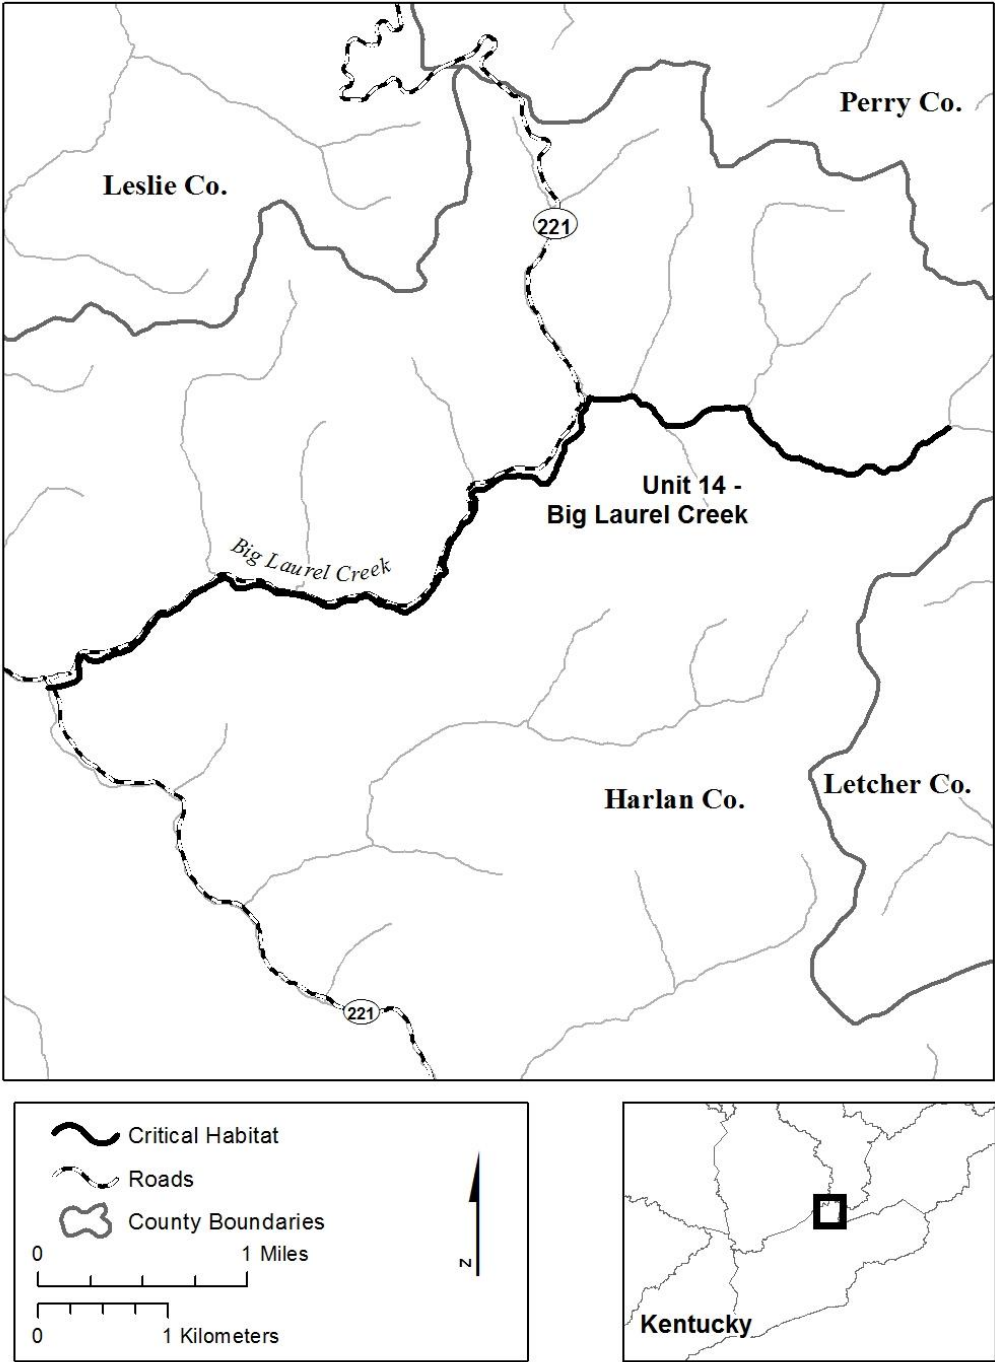 Perry Co.
Leslie Co.
221
Unit 14 -
Big Laurel Creek
Big Laurel Creek
Harlan Co.
Letcher Co.
221
Critical Habitat
Roads
County Boundaries
0 1 Miles
0 1 Kilometers
N
Kentucky